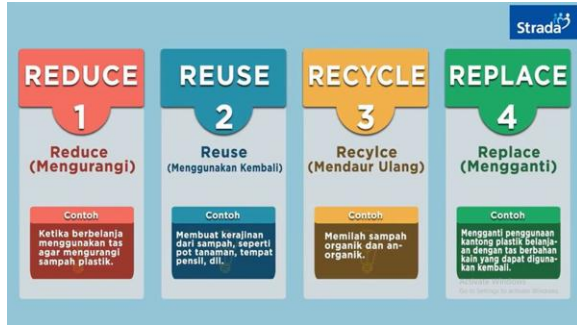 Strada
REDUCE
1
Reduce
(Mengurangi)
Contoh
Ketika berbelanja
menggunakan tas
agar mengurangi
sampah plastik.
REUSE
2
Reuse
(Menggunakan Kembali)
Contoh
Membuat kerajinan
dari sampah, seperti
pot tanaman, tempat
pensil, dll.
RECYCLE
3
Recylce
(Mendaur Ulang)
Contoh
Memilah sampah
organik dan an-
organik.
REPLACE
4
Replace
(Mengganti)
Contoh
Mengganti penggunaan
kantong plastik belanja-
an dengan tas berbahan
kain yang dapat diguna-
kan kembali.
Activate Windows